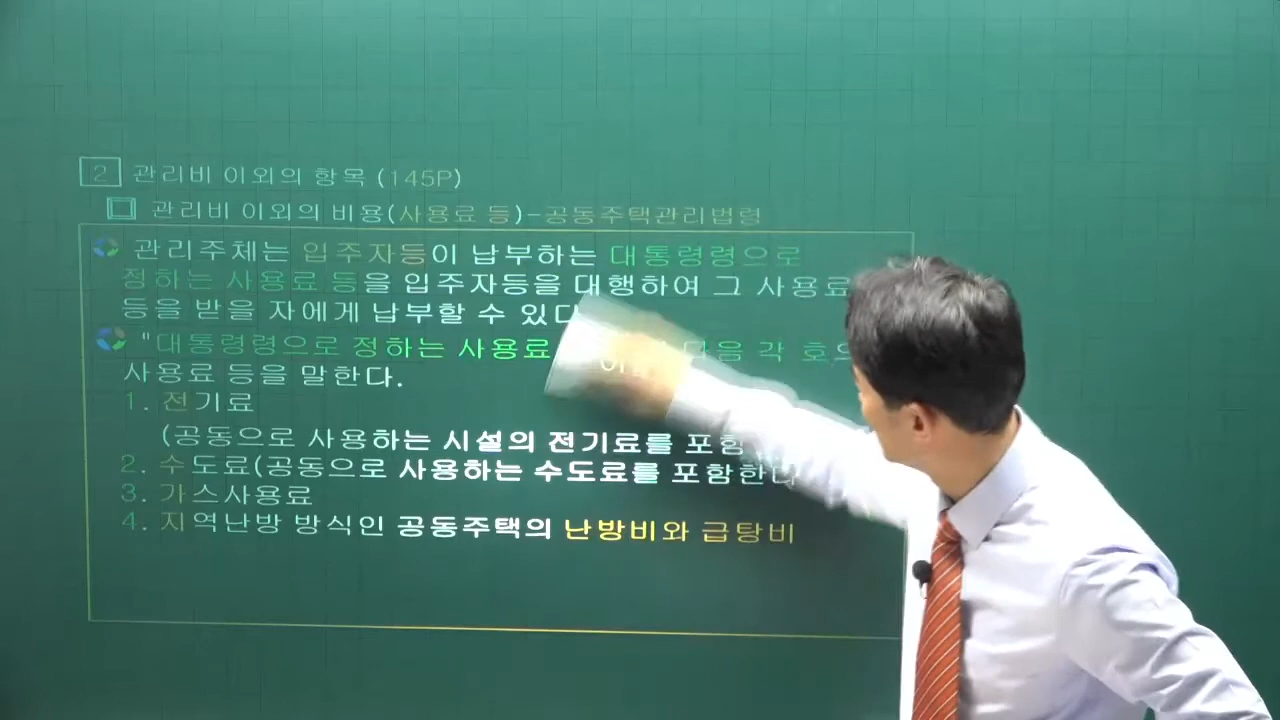 2 관리비 이외의 항목 (145P)
관리비 이외의 비용(사용료 등)-공동주택관리법령
관리주체는 입주자등이 납부하는 대통령령으로
정하는 사용료 등을 입주자등을 대행하여 그 사용료
등을 받을 자에게 납부할 수 있다
"대통령령으로 정하는 사용료 다음 각 호의
사용료 등을 말한다.
1. 전기료
(공동으로 사용하는 시설의 전기료를 포함
2. 수도료(공동으로 사용하는 수도료를 포함한다
3. 가스사용료
4. 지역난방 방식인 공동주택의 난방비와 급탕비